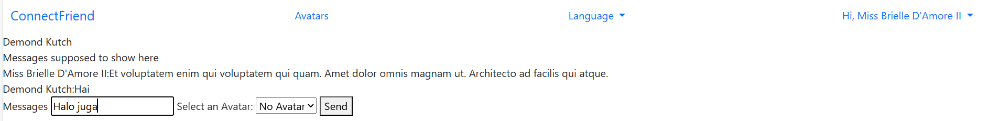 ConnectFriend Avatars Language Hi, Miss Brielle D'Amore II
Demond Kutch
Messages supposed to show here
Miss Brielle D'Amore II:Et voluptatem enim qui voluptatem qui quam. Amet dolor omnis magnam ut. Architecto ad facilis qui atque.
Demond Kutch:Hai
Messages Halo juga Select an Avatar: No Avatar Send